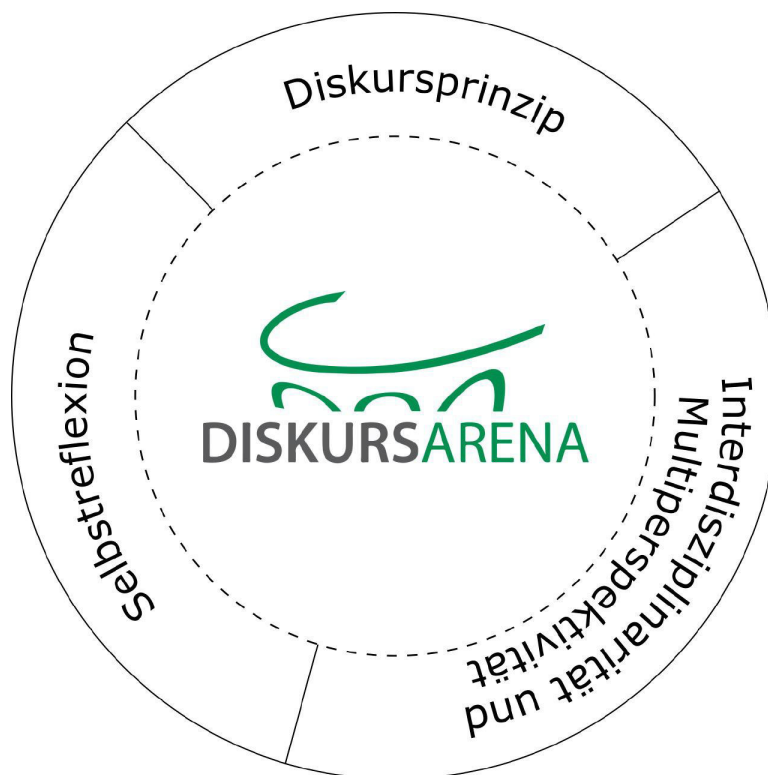 Diskursprinzip
Interdisziplinarität und
Multiperspektivität
Selbstreflexion
DISKURSARENA